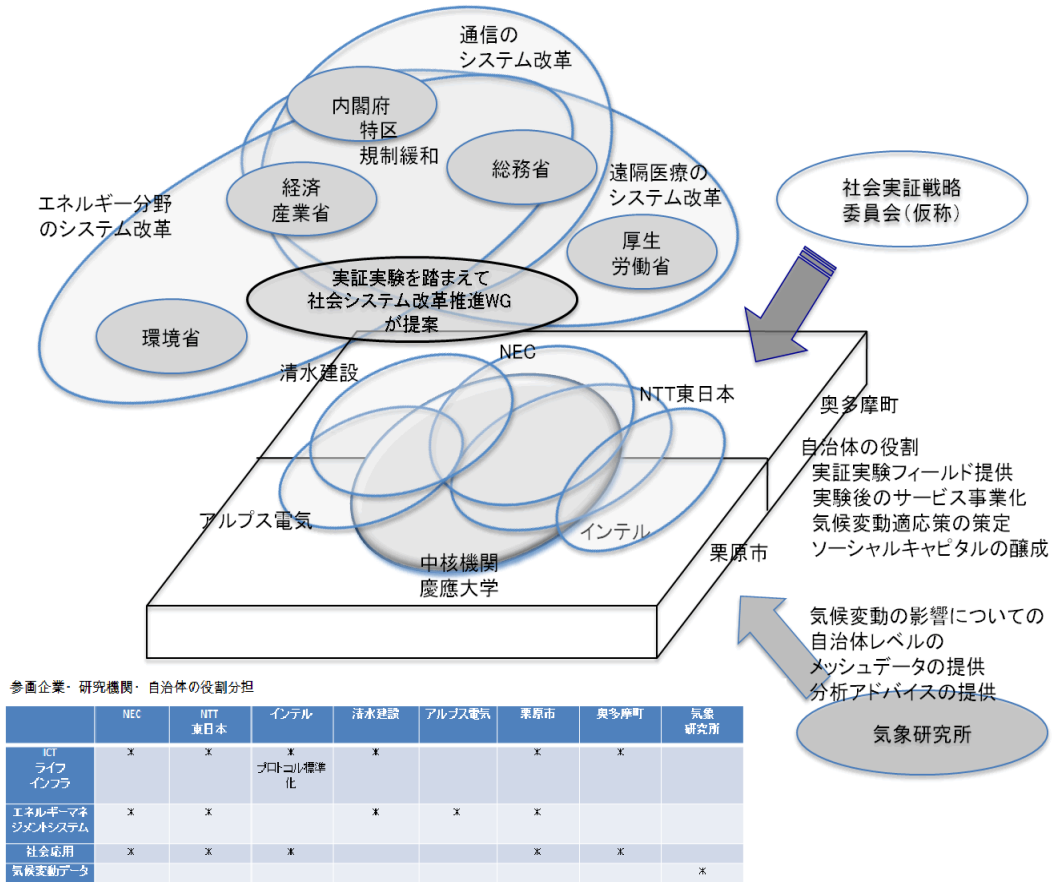 通信の
システム改革
内閣府
特区
規制緩和
総務省
経済
産業省
遠隔医療の
システム改革
エネルギー分野
のシステム改革
厚生
労働省
社会実証戦略
委員会(仮称)
実証実験を踏まえて
社会システム改革推進WG
が提案
環境省
清水建設
NEC
NTT東日本
奥多摩町
自治体の役割
実証実験フィールド提供
実験後のサービス事業化
気候変動適応策の策定
ソーシャルキャピタルの醸成
アルプス電気
インテル
栗原市
中核機関
慶應大学
気候変動の影響についての
自治体レベルの
メッシュデータの提供
分析アドバイスの提供
気象研究所
参画企業・研究機関・自治体の役割分担
NEC NTT東日本 インテル 清水建設 アルプス電気 栗原市 奥多摩町 気象研究所
ICTライフインフラ * * *プロトコル標準化 * * *
エネルギーマネジメントシステム * * * * *
社会応用 * * * * *
気候変動データ *